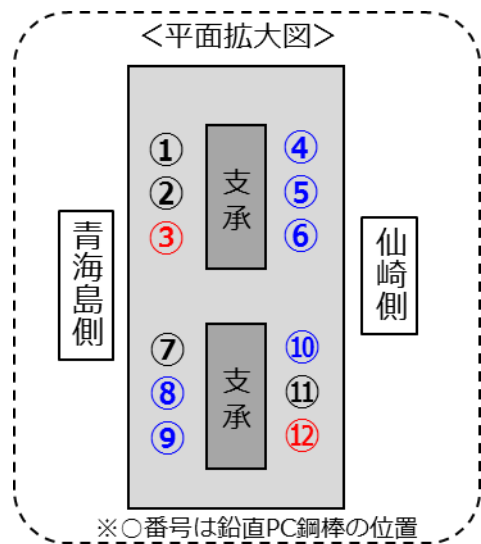 ＜平面拡大図＞
①
②
③
支承
④
⑤
⑥
青海島側
仙崎側
⑦
⑧
⑨
支承
⑩
⑪
⑫
※○番号は鉛直PC鋼棒の位置